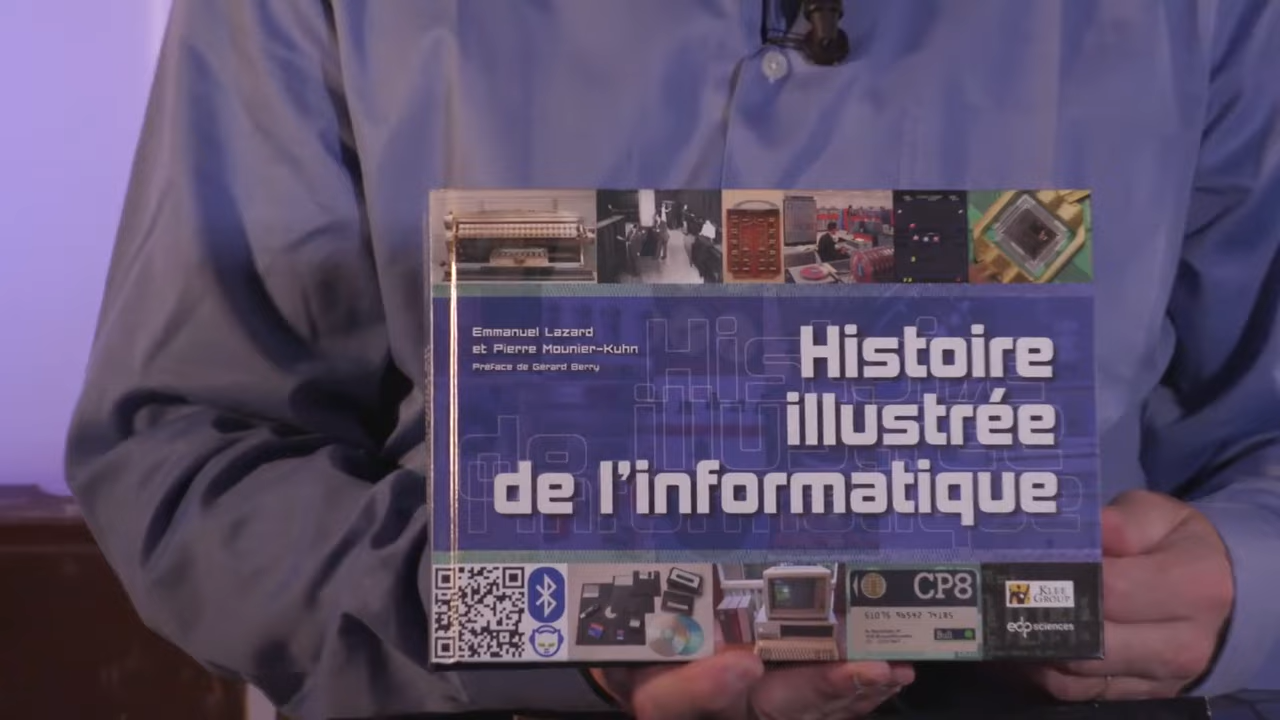 Emmanuel Lazard
et Pierre Mounier-Kuhn
Préface de Gérard Berry
Histoire
illustrée
de l'informatique
CP8
Bull
KLEE
GROUP
edp sciences